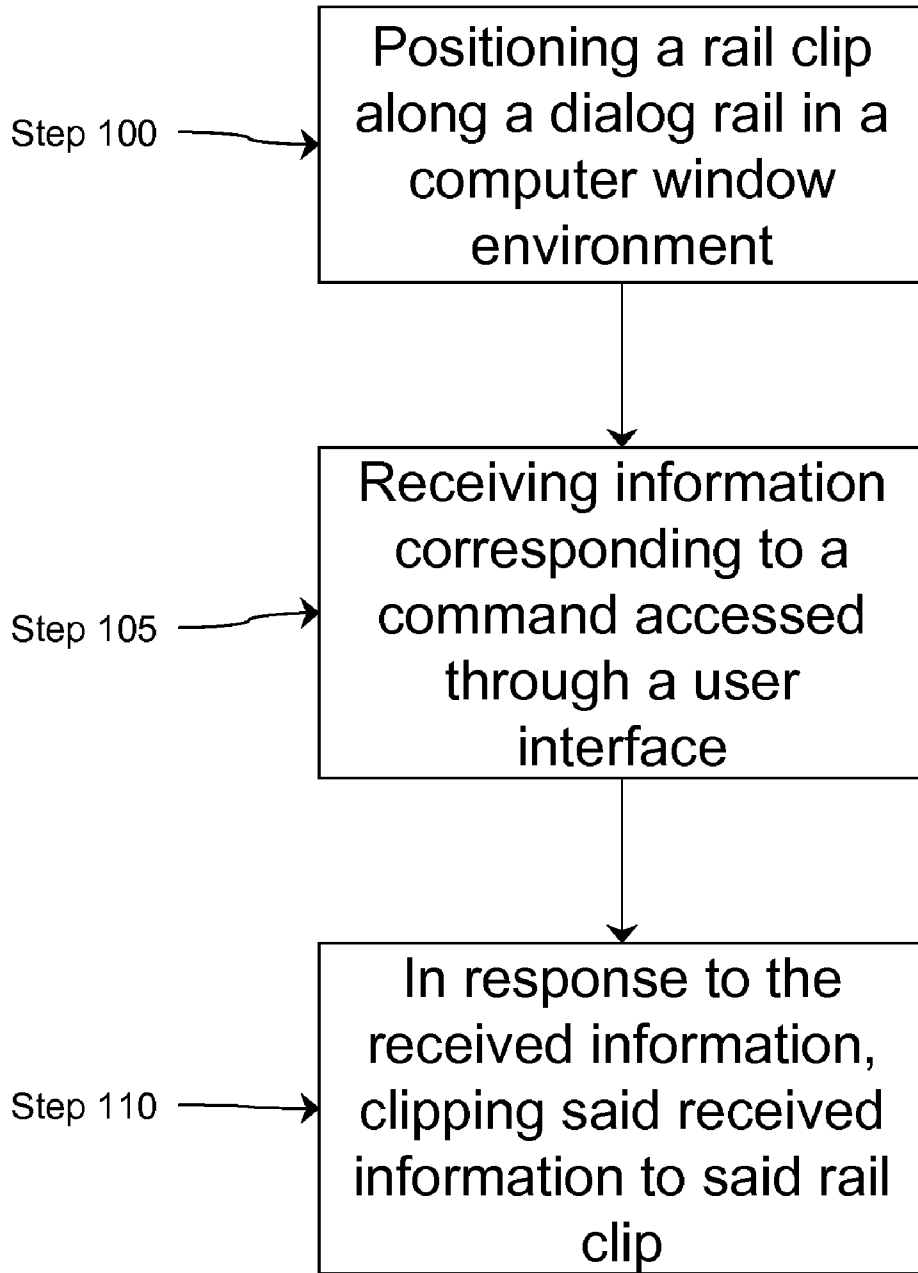 Positioning a rail clip
along a dialog rail in a
computer window
environment
Step 100
Receiving information
corresponding to a
command accessed
through a user
interface
Step 105
In response to the
received information,
clipping said received
information to said rail
clip
Step 110